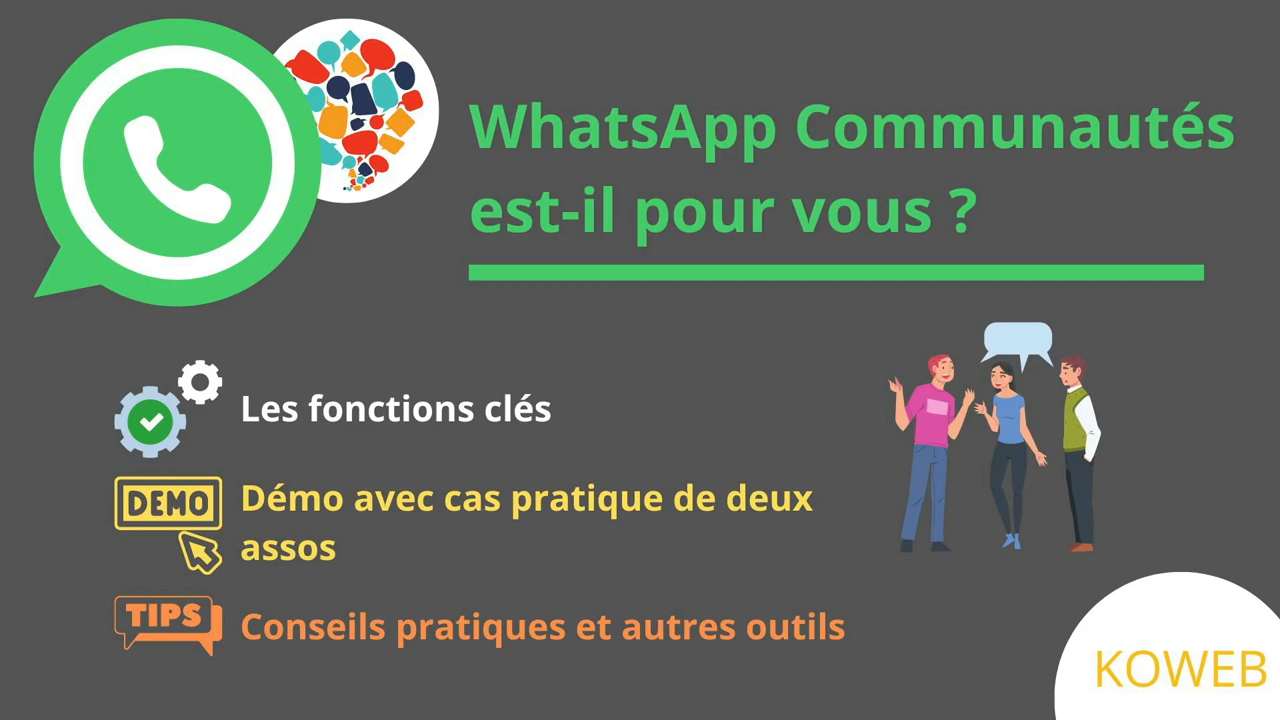 WhatsApp Communautés
est-il pour vous ?
Les fonctions clés
DEMO
Démo avec cas pratique de deux
assos
TIPS
Conseils pratiques et autres outils
KOWEB